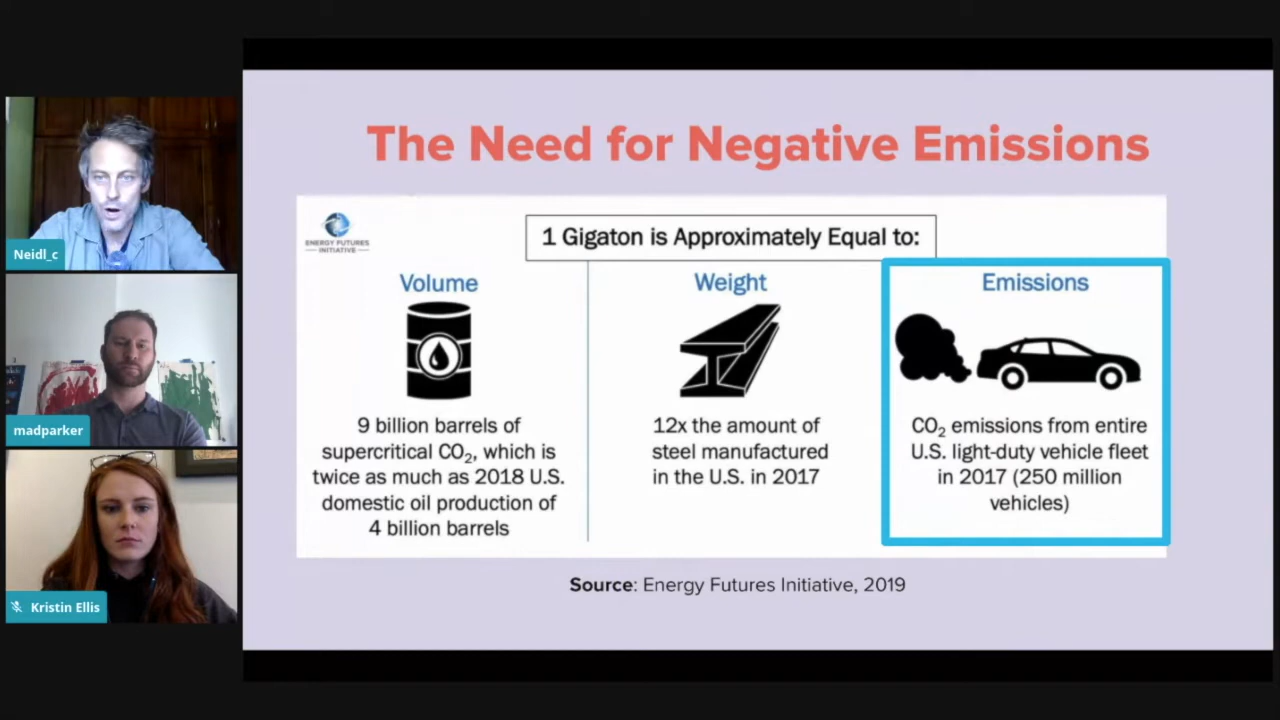 The Need for Negative Emissions
ENERGY FUTURES
INITIATIVE
1 Gigaton is Approximately Equal to:
Volume
9 billion barrels of
supercritical CO₂, which is
twice as much as 2018 U.S.
domestic oil production of
4 billion barrels
Weight
12x the amount of
steel manufactured
in the U.S. in 2017
Emissions
CO₂ emissions from entire
U.S. light-duty vehicle fleet
in 2017 (250 million
vehicles)
Source: Energy Futures Initiative, 2019
Neidl_c
madparker
Kristin Ellis